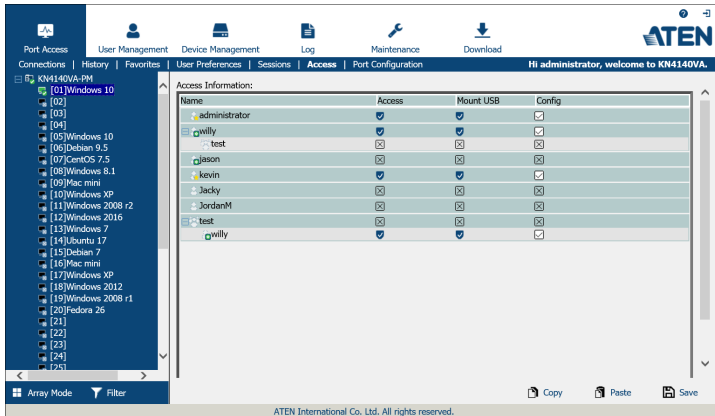 ATEN
Port Access
User Management
Device Management
Log
Maintenance
Download
Connections | History | Favorites | User Preferences | Sessions | Access | Port Configuration
Hi administrator, welcome to KN4140VA.
KN4140VA-PM
[01]Windows 10
[02]
[03]
[04]
[05]Windows 10
[06]Debian 9.5
[07]CentOS 7.5
[08]Windows 8.1
[09]Mac mini
[10]Windows XP
[11]Windows 2008 r2
[12]Windows 2016
[13]Windows 7
[14]Ubuntu 17
[15]Debian 7
[16]Mac mini
[17]Windows XP
[18]Windows 2012
[19]Windows 2008 r1
[20]Fedora 26
[21]
[22]
[23]
[24]
[25]
Array Mode
Filter
Access Information:
Name Access Mount USB Config
administrator
willy
test
jason
kevin
Jacky
JordanM
test
willy
Copy
Paste
Save
ATEN International Co. Ltd. All rights reserved.